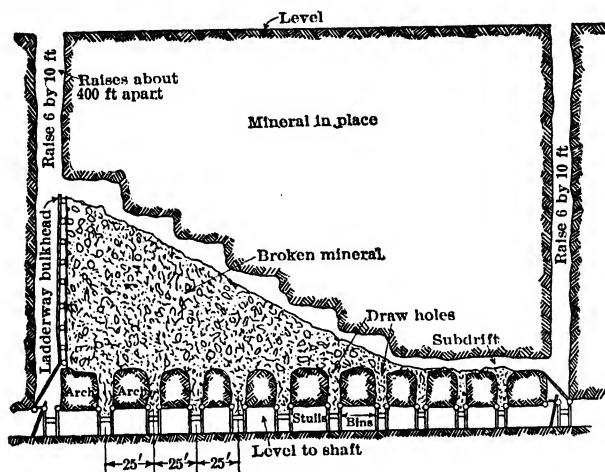 Level
Raise 6 by 10 ft
Raises about
400 ft apart
Mineral in place
Raise 6 by 10 ft
Ladderway bulkhead
Broken mineral
Draw holes
Subdrift
Arch
Arch
Stulls
Bins
Level to shaft
25'
25'
25'